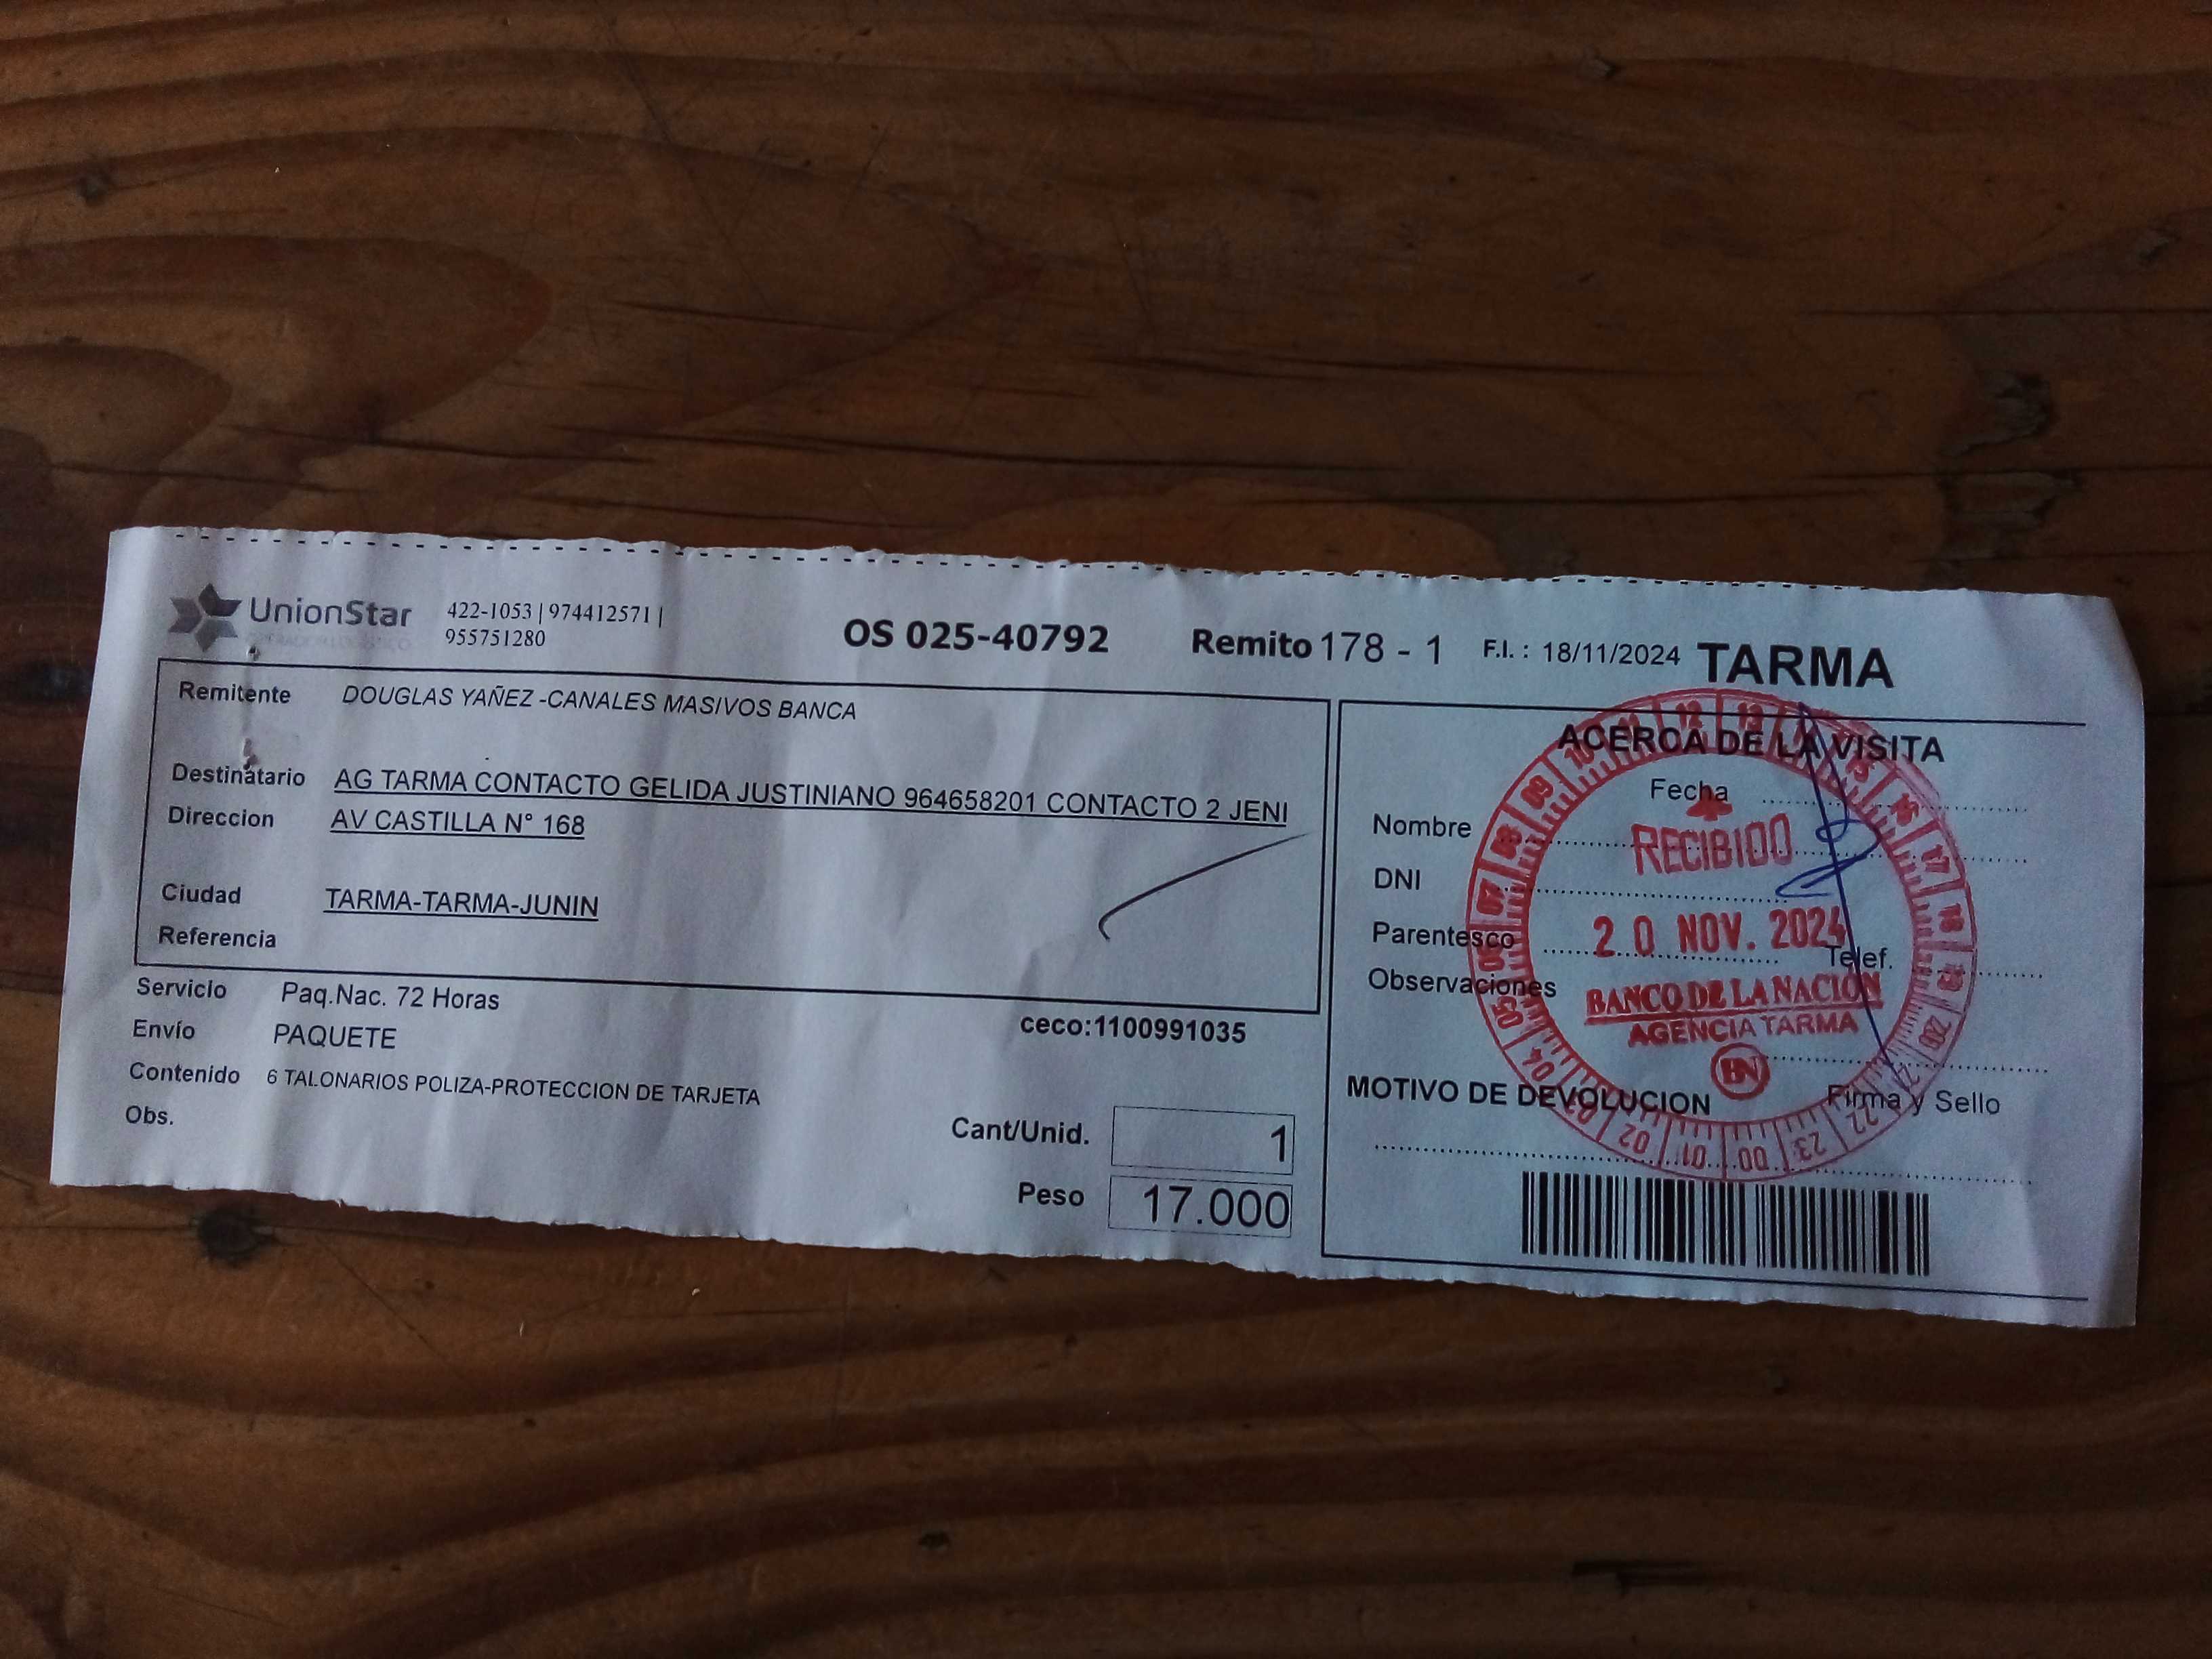 UnionStar
422-1053 | 974412571 |
955751280
OS 025-40792
Remito 178 - 1
F.I. : 18/11/2024
TARMA
Remitente DOUGLAS YAÑEZ -CANALES MASIVOS BANCA
Destinatario AG TARMA CONTACTO GELIDA JUSTINIANO 964658201 CONTACTO 2 JENI
Direccion AV CASTILLA N° 168
Ciudad TARMA-TARMA-JUNIN
Referencia
Servicio Paq.Nac. 72 Horas
ceco:1100991035
Envío PAQUETE
Contenido 6 TALONARIOS POLIZA-PROTECCION DE TARJETA
Obs.
Cant/Unid. 1
Peso 17.000
ACERCA DE LA VISITA
Fecha
Nombre
DNI
Parentesco
Telef.
Observaciones
MOTIVO DE DEVOLUCION
Firma y Sello
RECIBIDO
20 NOV. 2024
BANCO DE LA NACION
AGENCIA TARMA
BN